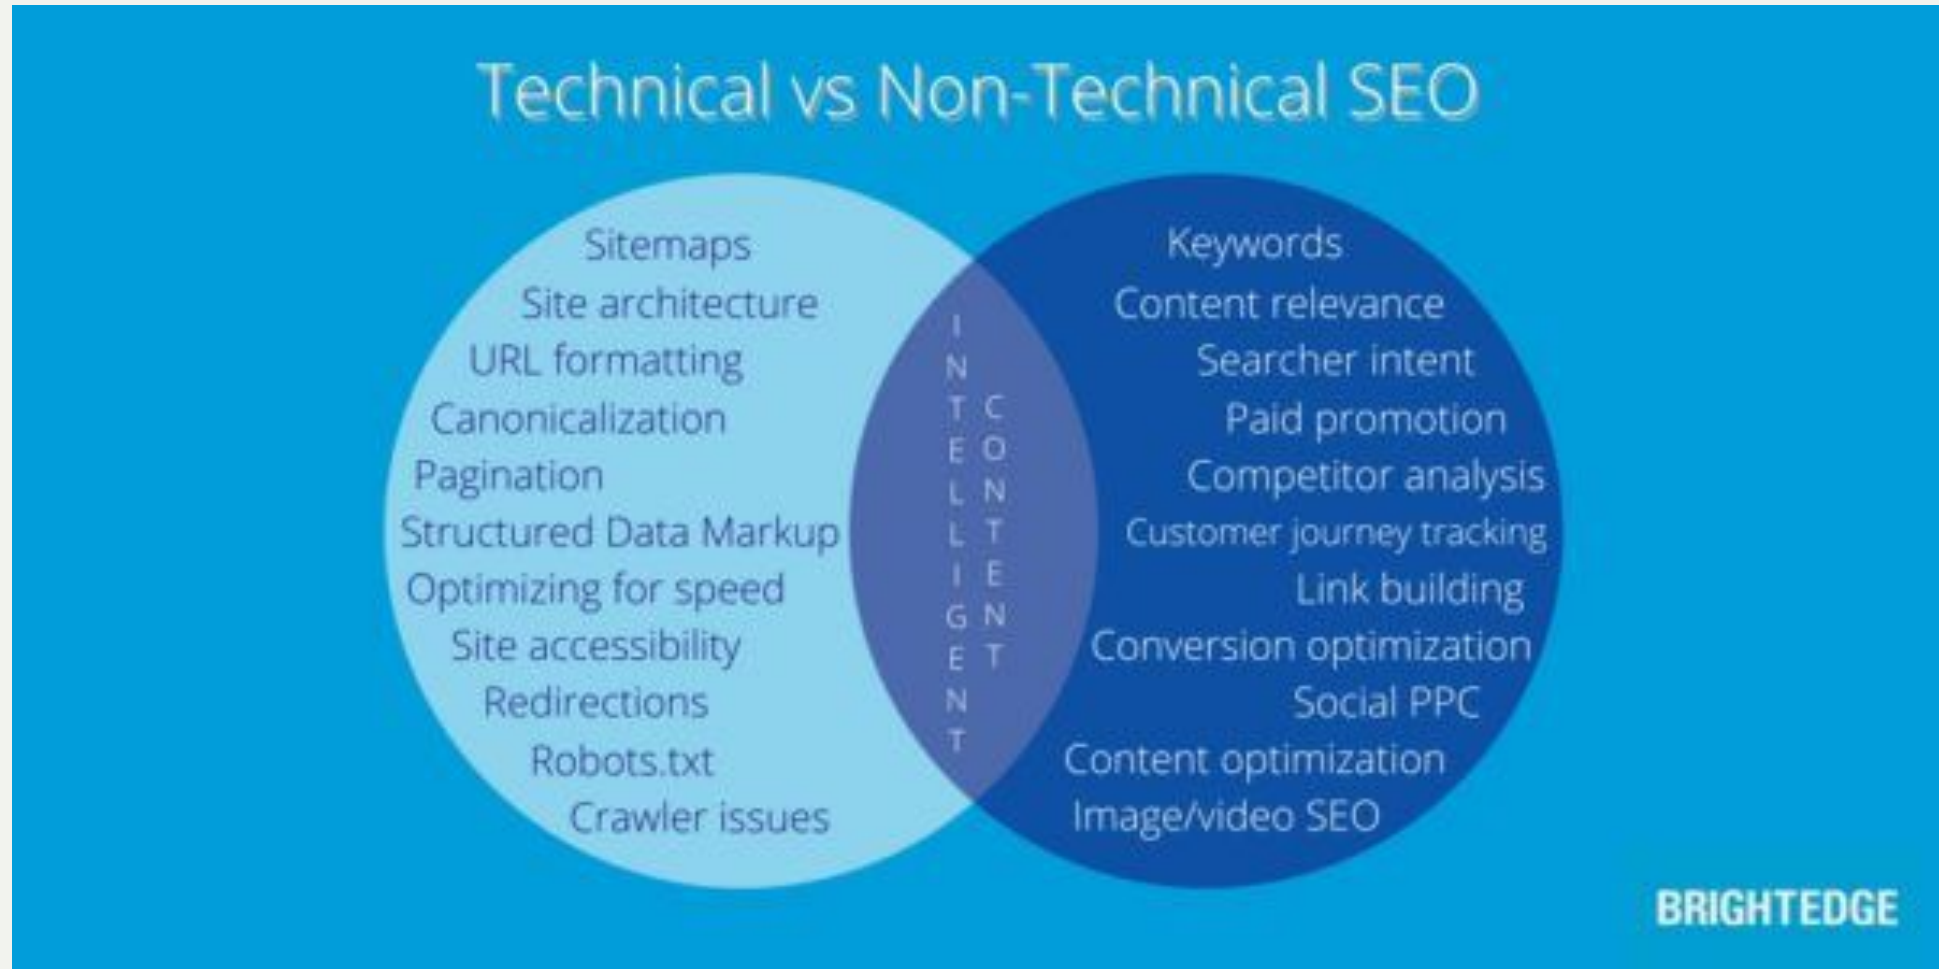 Technical vs Non-Technical SEO
Sitemaps
Site architecture
URL formatting
Canonicalization
Pagination
Structured Data Markup
Optimizing for speed
Site accessibility
Redirections
Robots.txt
Crawler issues
INTELLIGENT
CONTENT
Keywords
Content relevance
Searcher intent
Paid promotion
Competitor analysis
Customer journey tracking
Link building
Conversion optimization
Social PPC
Content optimization
Image/video SEO
BRIGHTEDGE